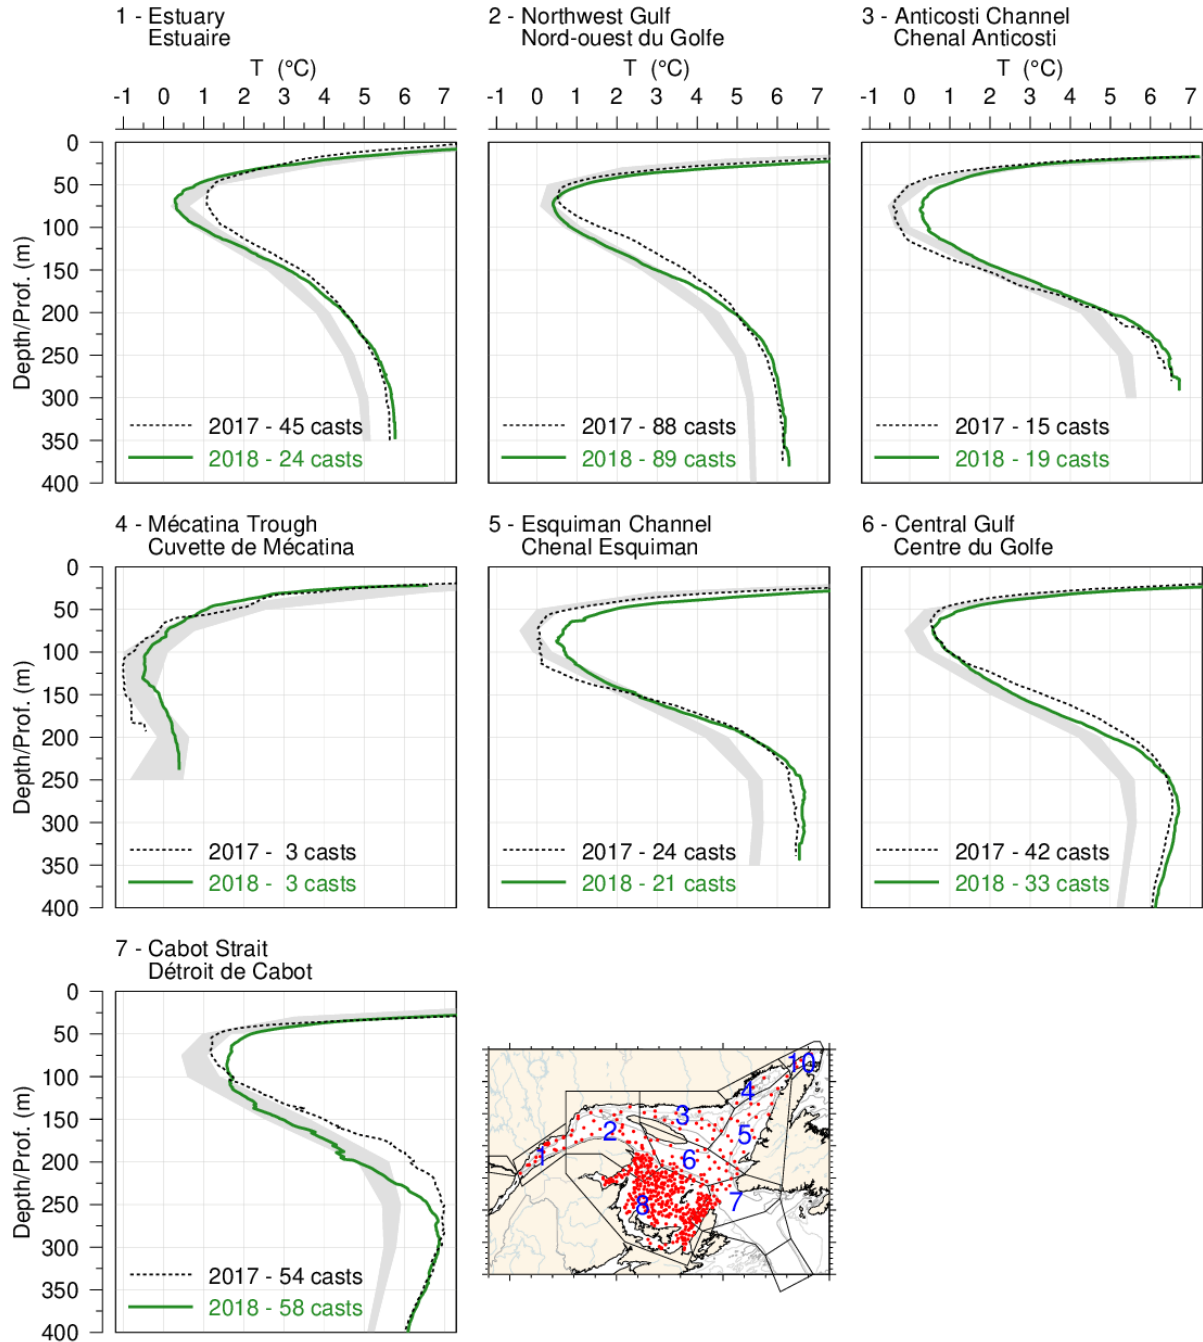 1 - Estuary
Estuaire
2 - Northwest Gulf
Nord-ouest du Golfe
3 - Anticosti Channel
Chenal Anticosti
T (°C)
T (°C)
T (°C)
-1 0 1 2 3 4 5 6 7
-1 0 1 2 3 4 5 6 7
-1 0 1 2 3 4 5 6 7
Depth/Prof. (m)
0
50
100
150
200
250
300
350
400
2017 - 45 casts
2018 - 24 casts
2017 - 88 casts
2018 - 89 casts
2017 - 15 casts
2018 - 19 casts
4 - Mécatina Trough
Cuvette de Mécatina
5 - Esquiman Channel
Chenal Esquiman
6 - Central Gulf
Centre du Golfe
Depth/Prof. (m)
0
50
100
150
200
250
300
350
400
2017 - 3 casts
2018 - 3 casts
2017 - 24 casts
2018 - 21 casts
2017 - 42 casts
2018 - 33 casts
7 - Cabot Strait
Détroit de Cabot
Depth/Prof. (m)
0
50
100
150
200
250
300
350
400
2017 - 54 casts
2018 - 58 casts
10
4
3
2
5
1
6
7
8